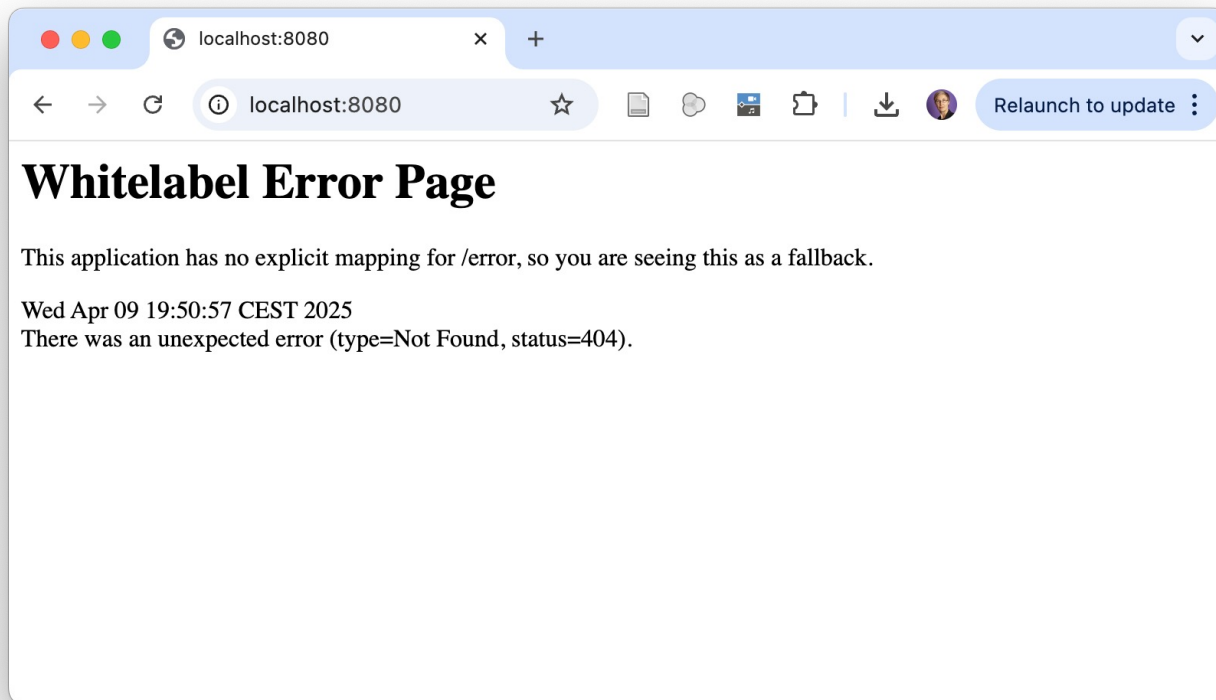 localhost:8080
localhost:8080
Relaunch to update
Whitelabel Error Page
This application has no explicit mapping for /error, so you are seeing this as a fallback.
Wed Apr 09 19:50:57 CEST 2025
There was an unexpected error (type=Not Found, status=404).